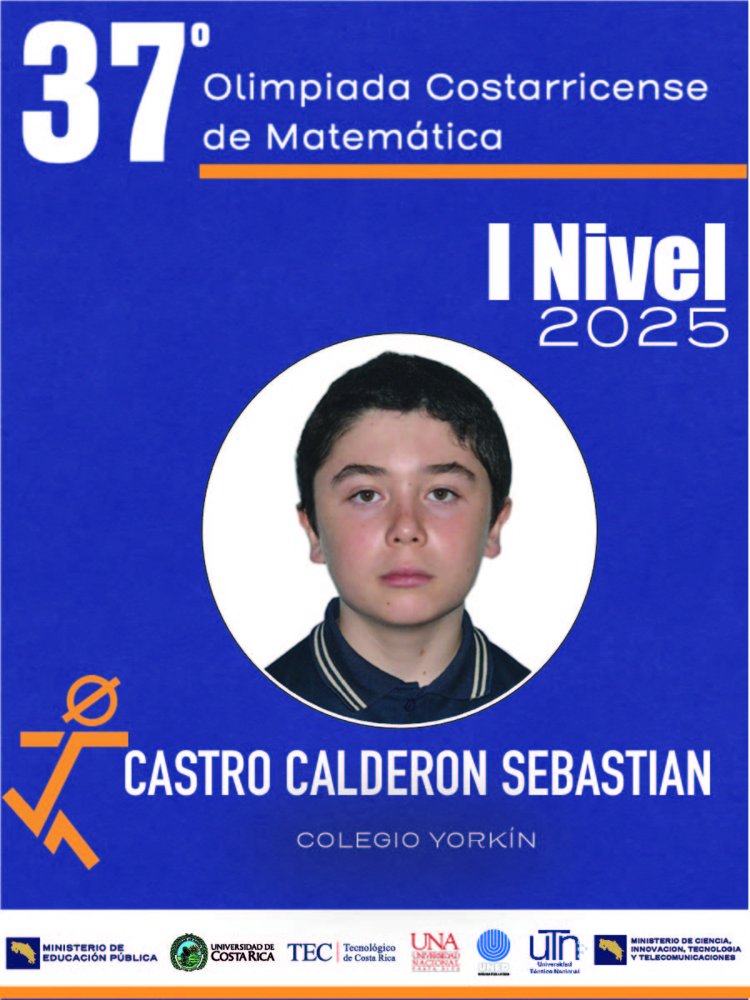 37°
Olimpiada Costarricense
de Matemática
I Nivel
2025
CASTRO CALDERON SEBASTIAN
COLEGIO YORKÍN
MINISTERIO DE
EDUCACIÓN PÚBLICA
UNIVERSIDAD DE
COSTA RICA
TEC
Tecnológico
de Costa Rica
UNA
UNIVERSIDAD
NACIONAL
COSTA RICA
UNED
UTN
Universidad
Técnica Nacional
MINISTERIO DE CIENCIA,
INNOVACION, TECNOLOGIA
Y TELECOMUNICACIONES